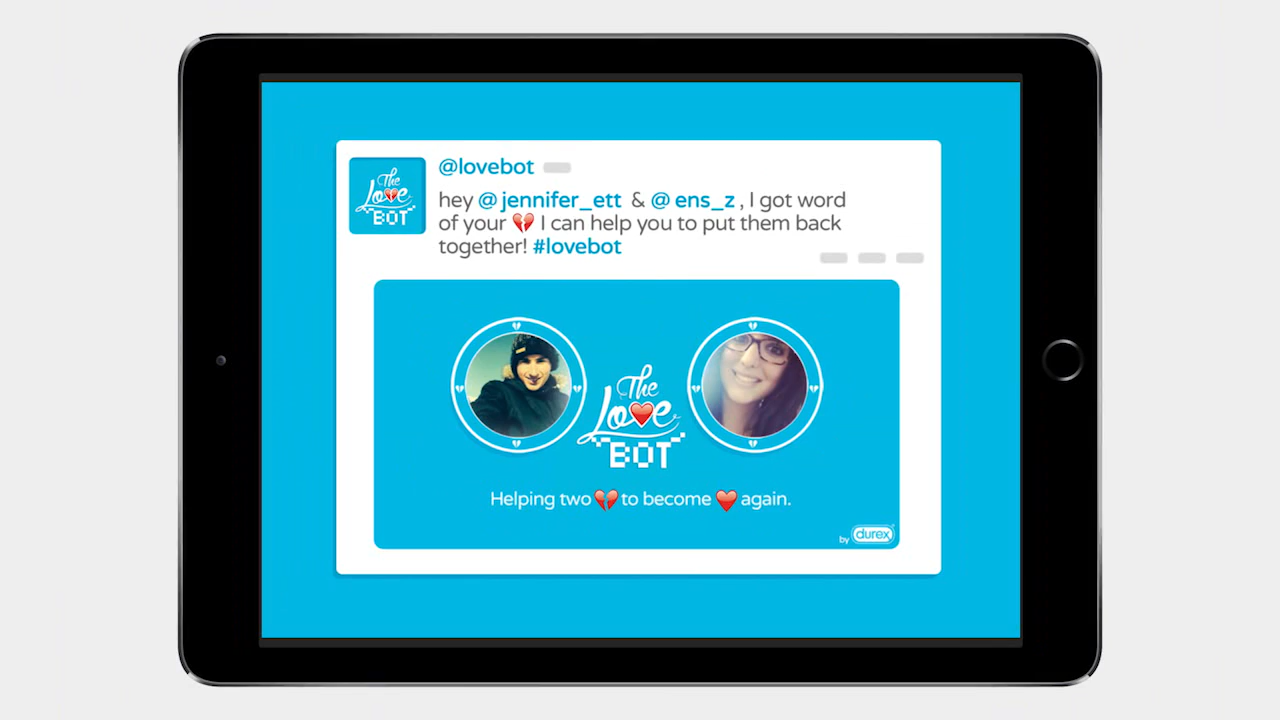 The Love BOT
@lovebot
hey @jennifer_ett & @ens_z, I got word
of your 💔 I can help you to put them back
together! #lovebot
The
Love
BOT
Helping two 💔 to become ❤️ again.
by durex